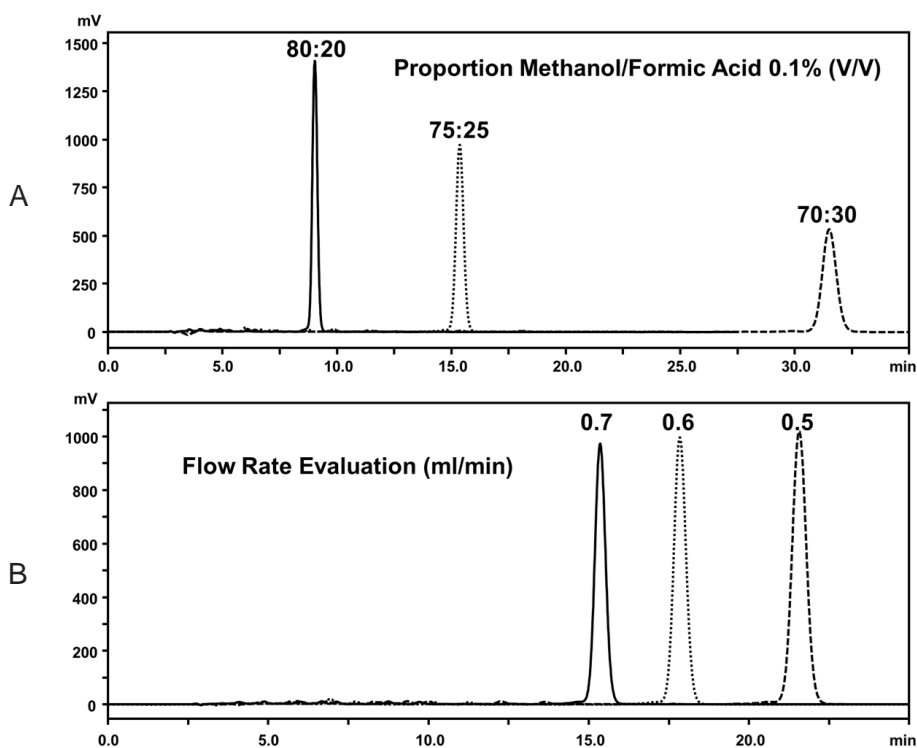 mV
1500
80:20
Proportion Methanol/Formic Acid 0.1% (V/V)
1250
75:25
1000
A
750
70:30
500
250
0
0.0 5.0 10.0 15.0 20.0 25.0 30.0 min
mV
0.7 0.6 0.5
1000
Flow Rate Evaluation (ml/min)
800
600
B
400
200
0
0.0 5.0 10.0 15.0 20.0 min